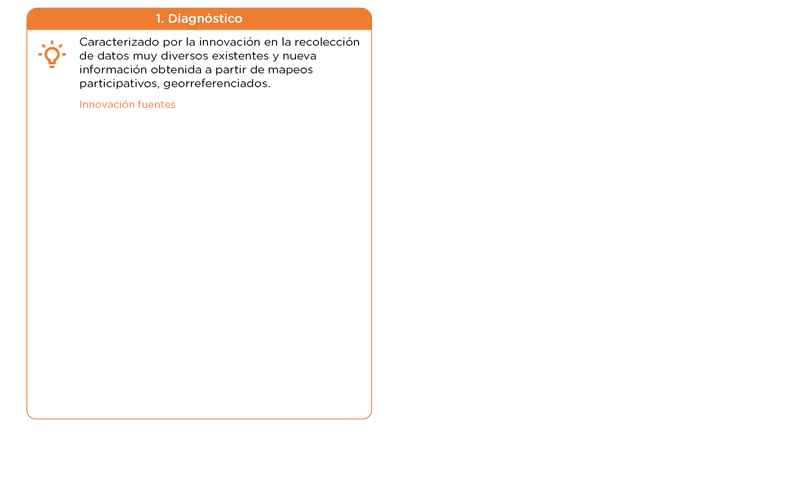 1. Diagnóstico
Caracterizado por la innovación en la recolección
de datos muy diversos existentes y nueva
información obtenida a partir de mapeos
participativos, georreferenciados.
Innovación fuentes